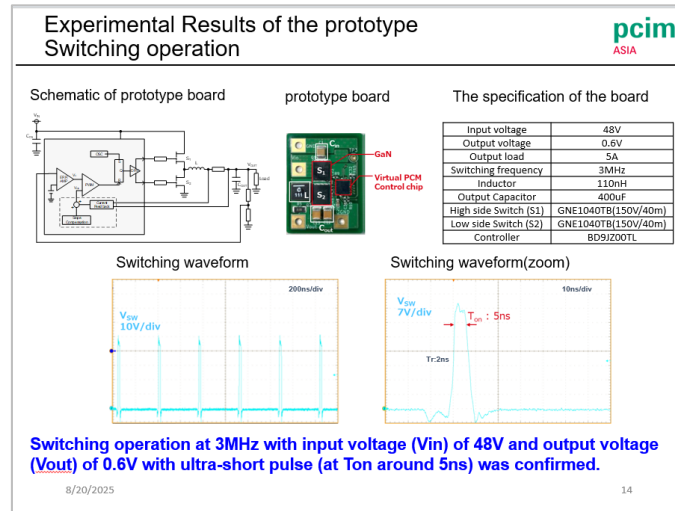 Experimental Results of the prototype
Switching operation
pcim
ASIA
Schematic of prototype board
prototype board
The specification of the board
GaN
Virtual PCM
Control chip
S1
S2
L
Cin
Cout
Input voltage 48V
Output voltage 0.6V
Output load 5A
Switching frequency 3MHz
Inductor 110nH
Output Capacitor 400uF
High side Switch (S1) GNE1040TB(150V/40m)
Low side Switch (S2) GNE1040TB(150V/40m)
Controller BD9JZ00TL
Switching waveform
Switching waveform(zoom)
200ns/div
VSW
10V/div
10ns/div
VSW
7V/div
Ton : 5ns
Tr:2ns
Switching operation at 3MHz with input voltage (Vin) of 48V and output voltage
(Vout) of 0.6V with ultra-short pulse (at Ton around 5ns) was confirmed.
8/20/2025
14